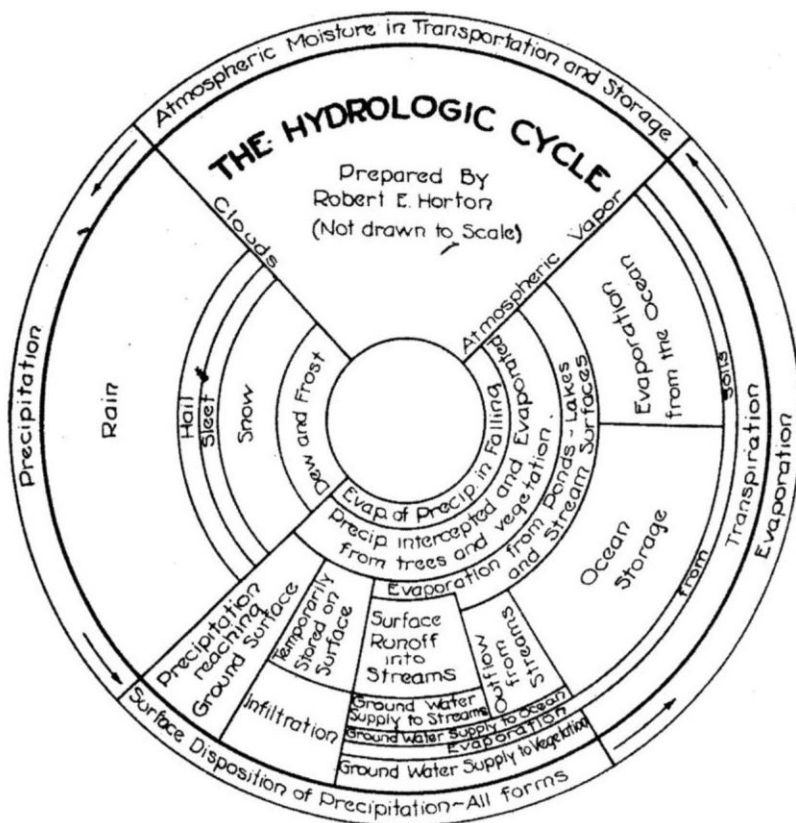 Atmospheric Moisture in Transportation and Storage
THE HYDROLOGIC CYCLE
Prepared By
Robert E. Horton
(Not drawn to Scale)
Clouds
Atmospheric Vapor
Precipitation
Rain
Hail
Sleet
Snow
Dew and Frost
Evap. of Precip. in Falling
Precip intercepted and Evaporated
from trees and vegetation.
Evaporation from Ponds-Lakes
and Stream Surfaces
Evaporation
from the Ocean
Ocean
Storage
Evaporation from Soils
Transpiration
Evaporation
Precipitation
reaching
Ground Surface
Temporarily
Stored on
Surface
Infiltration
Surface
Runoff
into
Streams
Outflow
from
Streams
Ground Water
Supply to Streams
Ground Water Supply to Ocean
Ground Water Supply to Vegetation
Surface Disposition of Precipitation-All forms